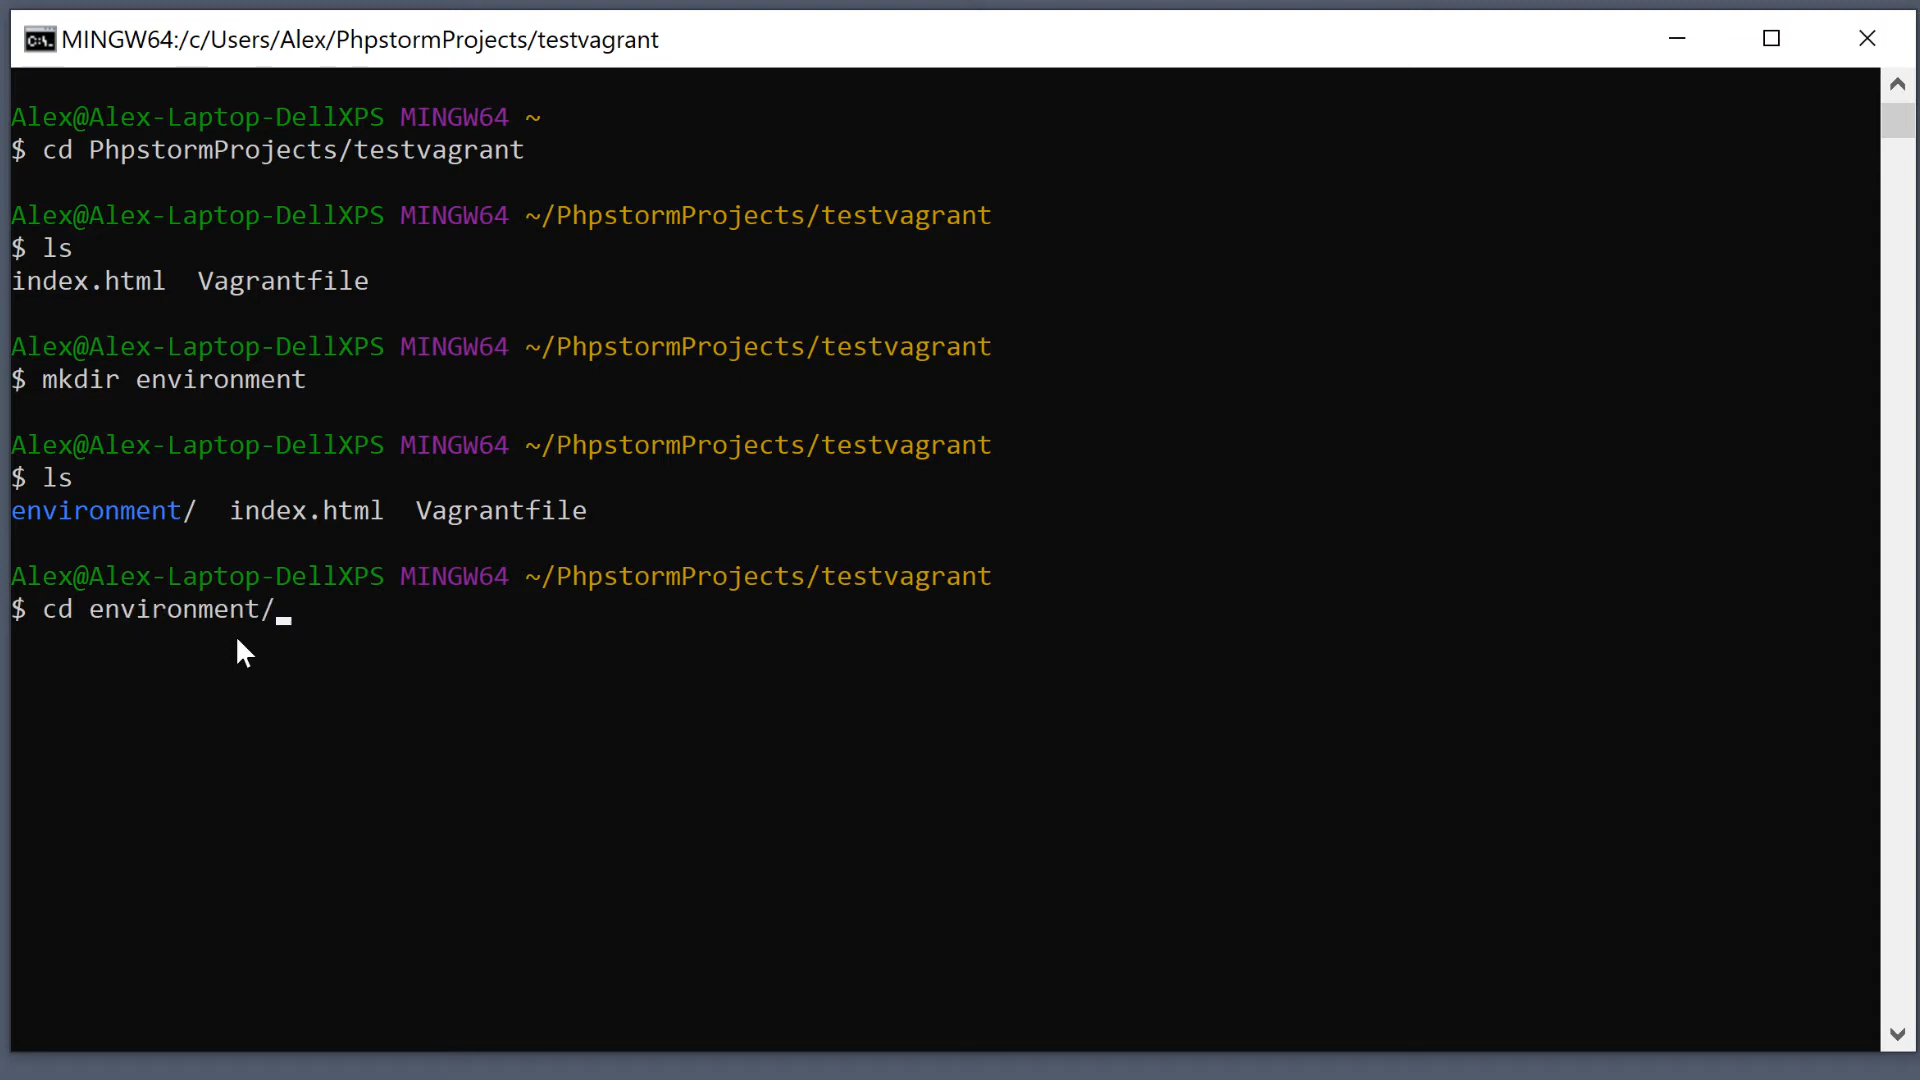 MINGW64:/c/Users/Alex/PhpstormProjects/testvagrant
Alex@Alex-Laptop-DellXPS MINGW64 ~
$ cd PhpstormProjects/testvagrant
Alex@Alex-Laptop-DellXPS MINGW64 ~/PhpstormProjects/testvagrant
$ ls
index.html  Vagrantfile
Alex@Alex-Laptop-DellXPS MINGW64 ~/PhpstormProjects/testvagrant
$ mkdir environment
Alex@Alex-Laptop-DellXPS MINGW64 ~/PhpstormProjects/testvagrant
$ ls
environment/  index.html  Vagrantfile
Alex@Alex-Laptop-DellXPS MINGW64 ~/PhpstormProjects/testvagrant
$ cd environment/